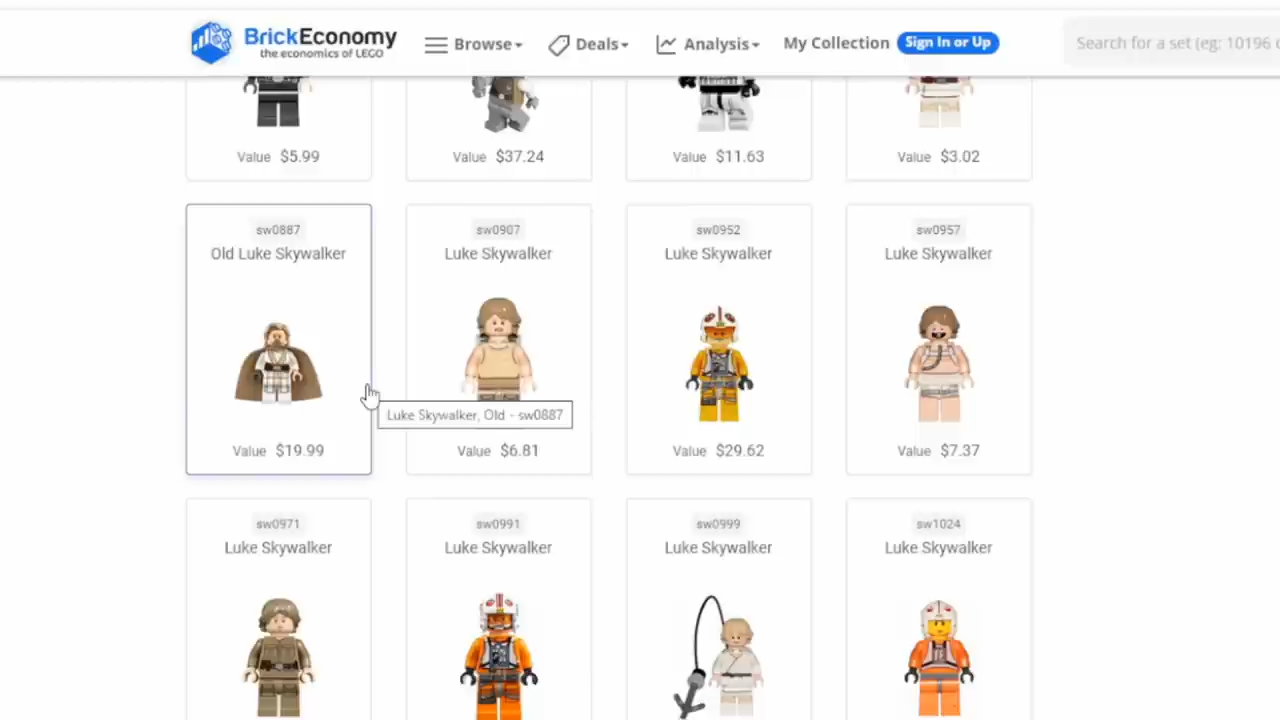 BrickEconomy
the economics of LEGO
Browse
Deals
Analysis
My Collection
Sign In or Up
Search for a set (eg: 10196
Value $5.99
Value $37.24
Value $11.63
Value $3.02
sw0887
Old Luke Skywalker
Value $19.99
sw0907
Luke Skywalker
Value $6.81
sw0952
Luke Skywalker
Value $29.62
sw0957
Luke Skywalker
Value $7.37
Luke Skywalker, Old - sw0887
sw0971
Luke Skywalker
sw0991
Luke Skywalker
sw0999
Luke Skywalker
sw1024
Luke Skywalker